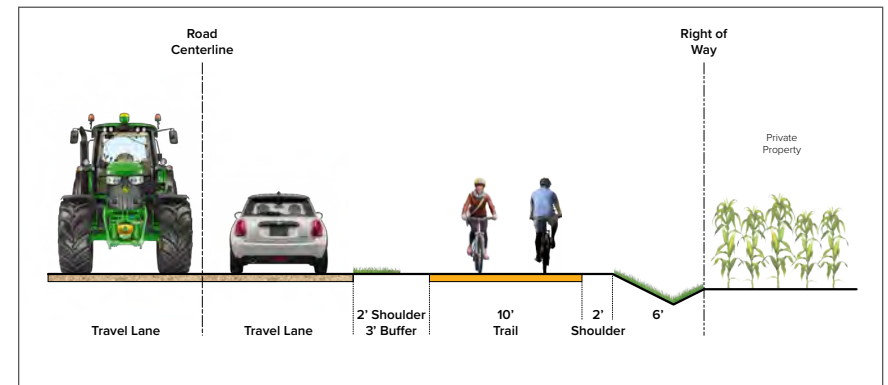 Road
Centerline
Right of
Way
Private
Property
Travel Lane
Travel Lane
2’ Shoulder
3’ Buffer
10’
Trail
2’
Shoulder
6’